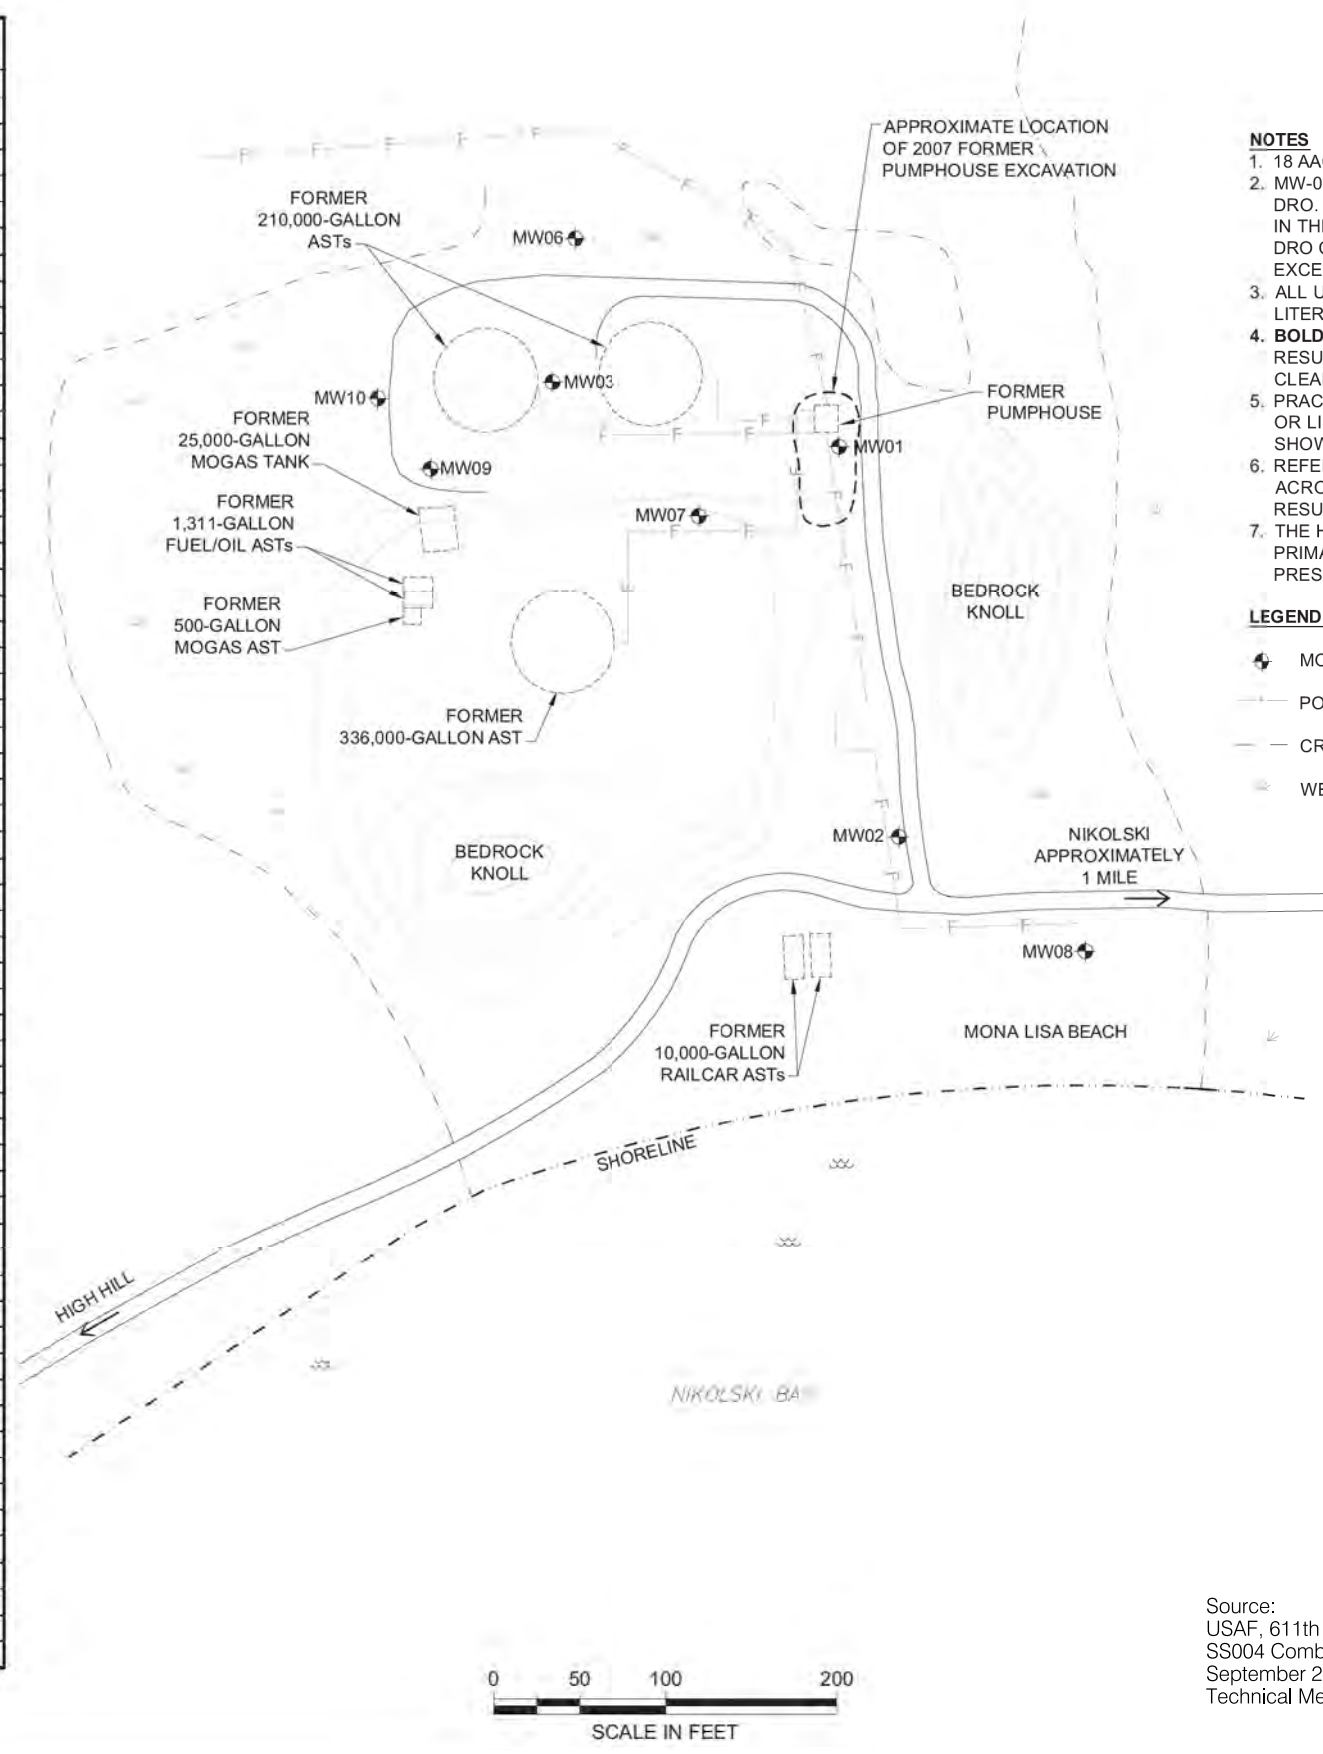 APPROXIMATE LOCATION
OF 2007 FORMER
PUMPHOUSE EXCAVATION
FORMER
210,000-GALLON
ASTs
MW06
MW03
MW10
FORMER
25,000-GALLON
MOGAS TANK
MW09
FORMER
PUMPHOUSE
MW01
FORMER
1,311-GALLON
FUEL/OIL ASTs
MW07
FORMER
500-GALLON
MOGAS AST
BEDROCK
KNOLL
FORMER
336,000-GALLON AST
MW02
BEDROCK
KNOLL
NIKOLSKI
APPROXIMATELY
1 MILE
MW08
FORMER
10,000-GALLON
RAILCAR ASTs
MONA LISA BEACH
SHORELINE
HIGH HILL
NIKOLSKI BA
NOTES
1. 18 AA
2. MW-0
DRO.
IN TH
DRO
EXCE
3. ALL U
LITER
4. BOLD
RESU
CLEA
5. PRAC
OR LI
SHOW
6. REFE
ACRO
RESU
7. THE H
PRIMA
PRES
LEGEND
MO
PO
CR
WE
F F F F F F F F F F F F F F F F F F F F F F
0 50 100 200
SCALE IN FEET
Source:
USAF, 611th
SS004 Comb
September 2
Technical Me